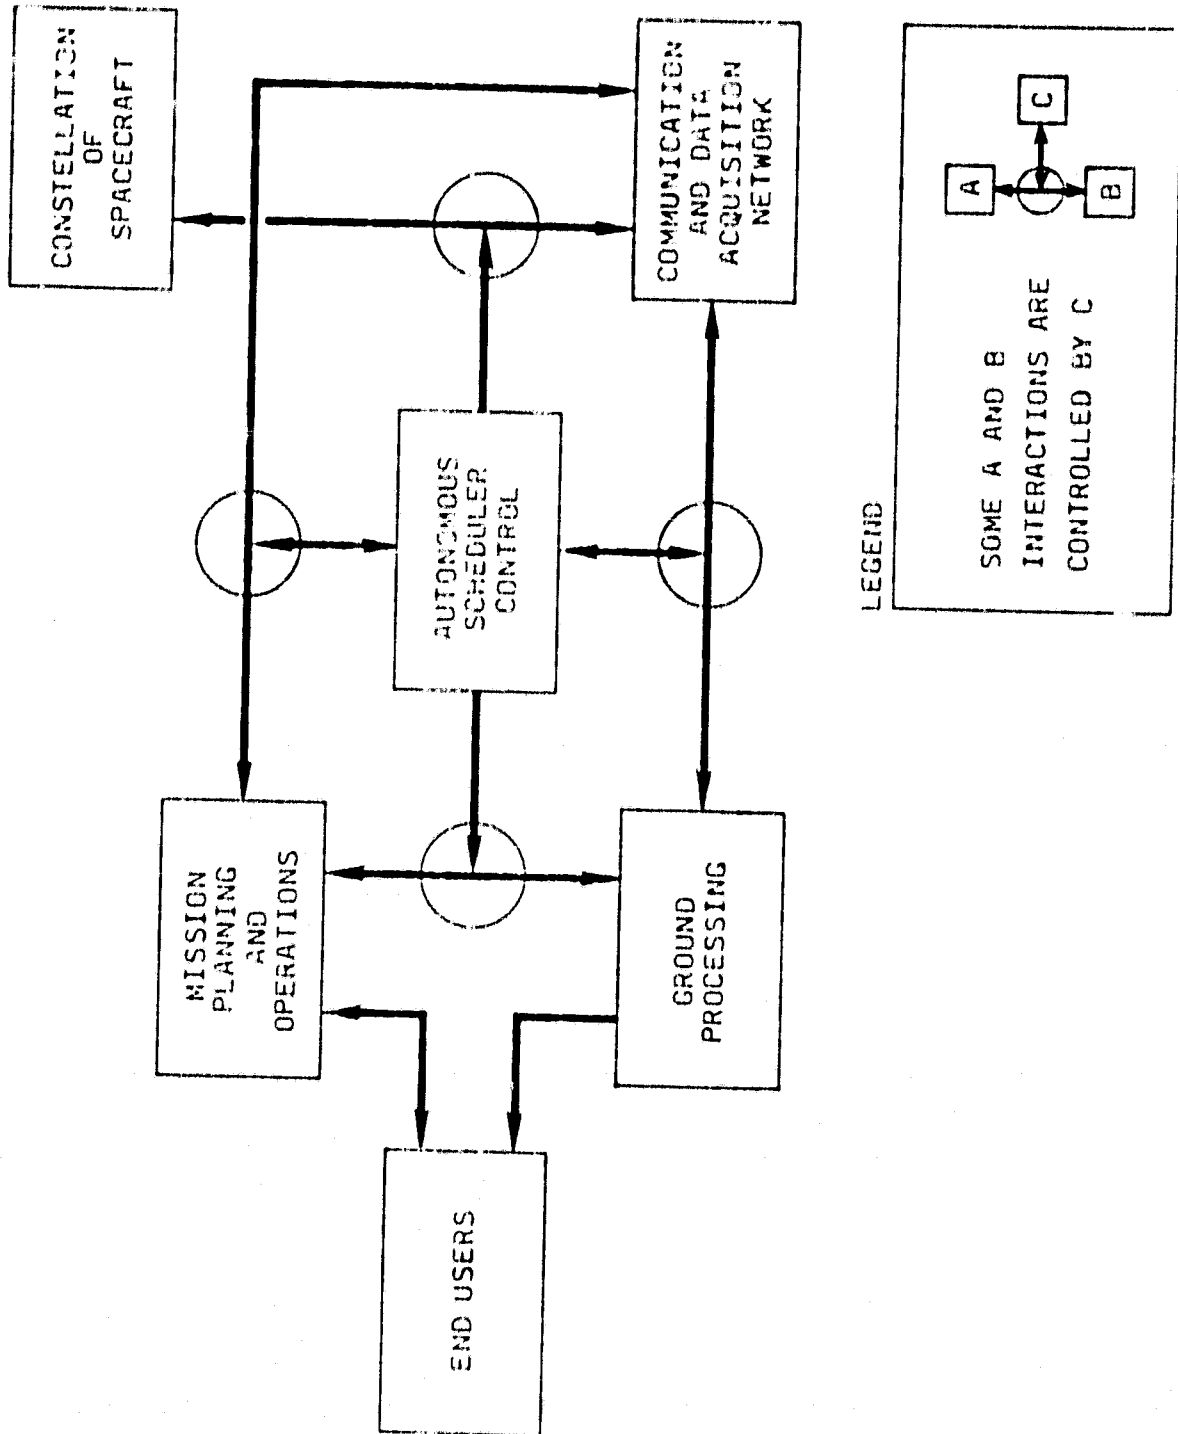 CONSTELLATION
OF
SPACECRAFT
COMMUNICATION
AND DATA
ACQUISITION
NETWORK
AUTONOMOUS
SCHEDULER
CONTROL
MISSION
PLANNING
AND
OPERATIONS
GROUND
PROCESSING
END USERS
LEGEND
SOME A AND B
INTERACTIONS ARE
CONTROLLED BY C
A
B
C